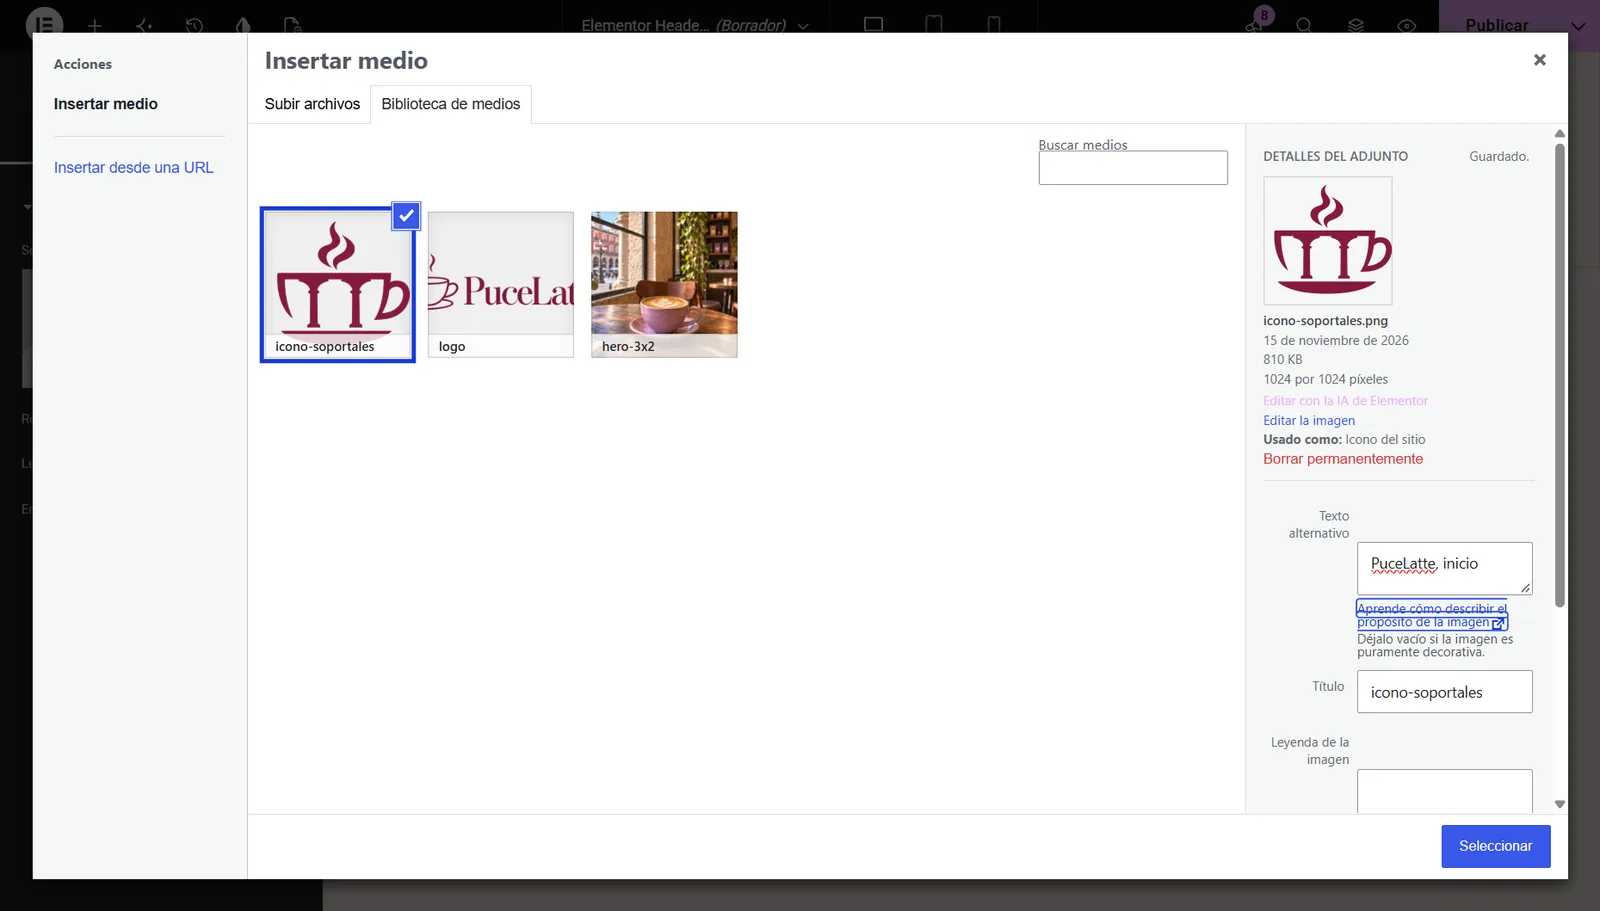 Elementor Heade... (Borrador)
8
Publicar
Acciones
Insertar medio
Insertar desde una URL
Insertar medio
Subir archivos
Biblioteca de medios
Buscar medios
icono-soportales
PuceLat
logo
hero-3x2
DETALLES DEL ADJUNTO
Guardado.
icono-soportales.png
15 de noviembre de 2026
810 KB
1024 por 1024 píxeles
Editar con la IA de Elementor
Editar la imagen
Usado como: Icono del sitio
Borrar permanentemente
Texto
alternativo
PuceLatte, inicio
Aprende cómo describir el
propósito de la imagen
Déjalo vacío si la imagen es
puramente decorativa.
Título
icono-soportales
Leyenda de la
imagen
Seleccionar